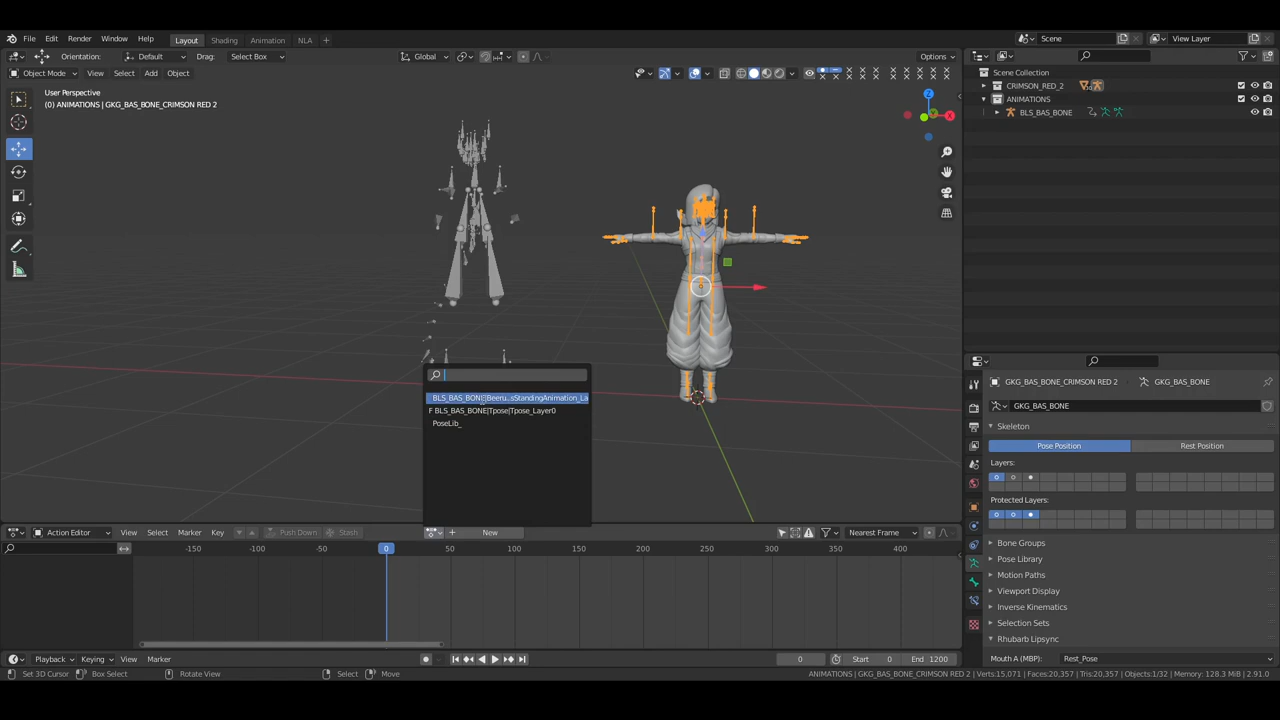 File Edit Render Window Help Layout Shading Animation NLA + Scene View Layer
Orientation: Default Drag: Select Box Global Options
Object Mode View Select Add Object
User Perspective
(0) ANIMATIONS | GKG_BAS_BONE_CRIMSON RED 2
Z
X
Scene Collection
CRIMSON_RED_2
ANIMATIONS
BLS_BAS_BONE
BLS_BAS_BONE|Beeru...sStandingAnimation_La
F BLS_BAS_BONE|Tpose|Tpose_Layer0
PoseLib_
GKG_BAS_BONE_CRIMSON RED 2 GKG_BAS_BONE
GKG_BAS_BONE
Skeleton
Pose Position Rest Position
Layers:
Protected Layers:
Bone Groups
Pose Library
Motion Paths
Viewport Display
Inverse Kinematics
Selection Sets
Rhubarb Lipsync
Mouth A (MBP): Rest_Pose
Action Editor View Select Marker Key Push Down Stash New Nearest Frame
-150 -100 -50 0 50 100 150 200 250 300 350 400
Playback Keying View Marker 0 Start 0 End 1200
Set 3D Cursor Box Select Rotate View Select Move ANIMATIONS | GKG_BAS_BONE_CRIMSON RED 2 | Verts:15,071 | Faces:20,357 | Tris:20,357 | Objects:1/32 | Memory: 128.3 MiB | 2.91.0